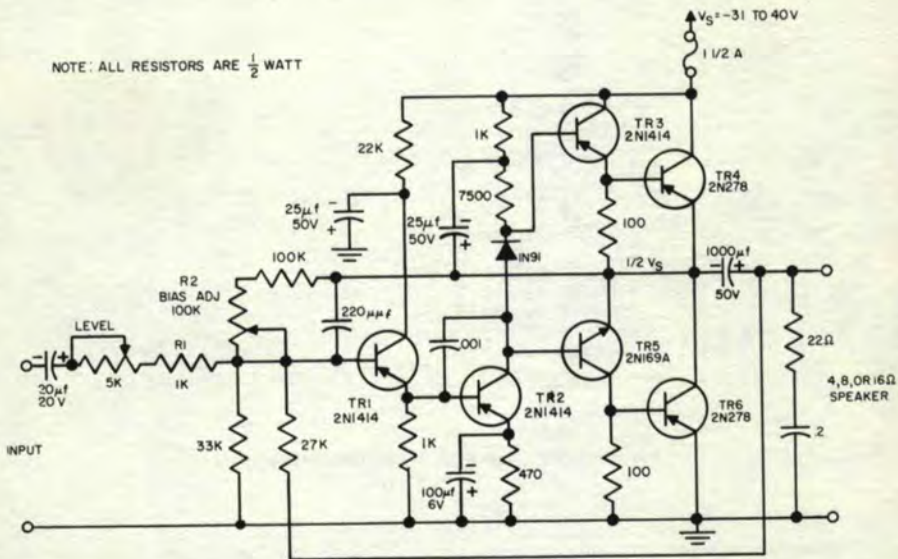 NOTE: ALL RESISTORS ARE 1/2 WATT
Vs=-31 TO 40V
1 1/2 A
22K
1K
TR3
2N1414
7500
TR4
2N278
25μf
50V
-
+
25μf
50V
-
+
100
1N91
100K
1/2 Vs
1000μf
-
+
50V
R2
BIAS ADJ
100K
220μμf
LEVEL
R1
-
+
20μf
20V
5K
1K
TR1
2N1414
.001
TR2
2N1414
TR5
2N169A
TR6
2N278
22Ω
4,8,OR 16Ω
SPEAKER
.2
INPUT
33K
27K
1K
100μf
6V
-
+
470
100